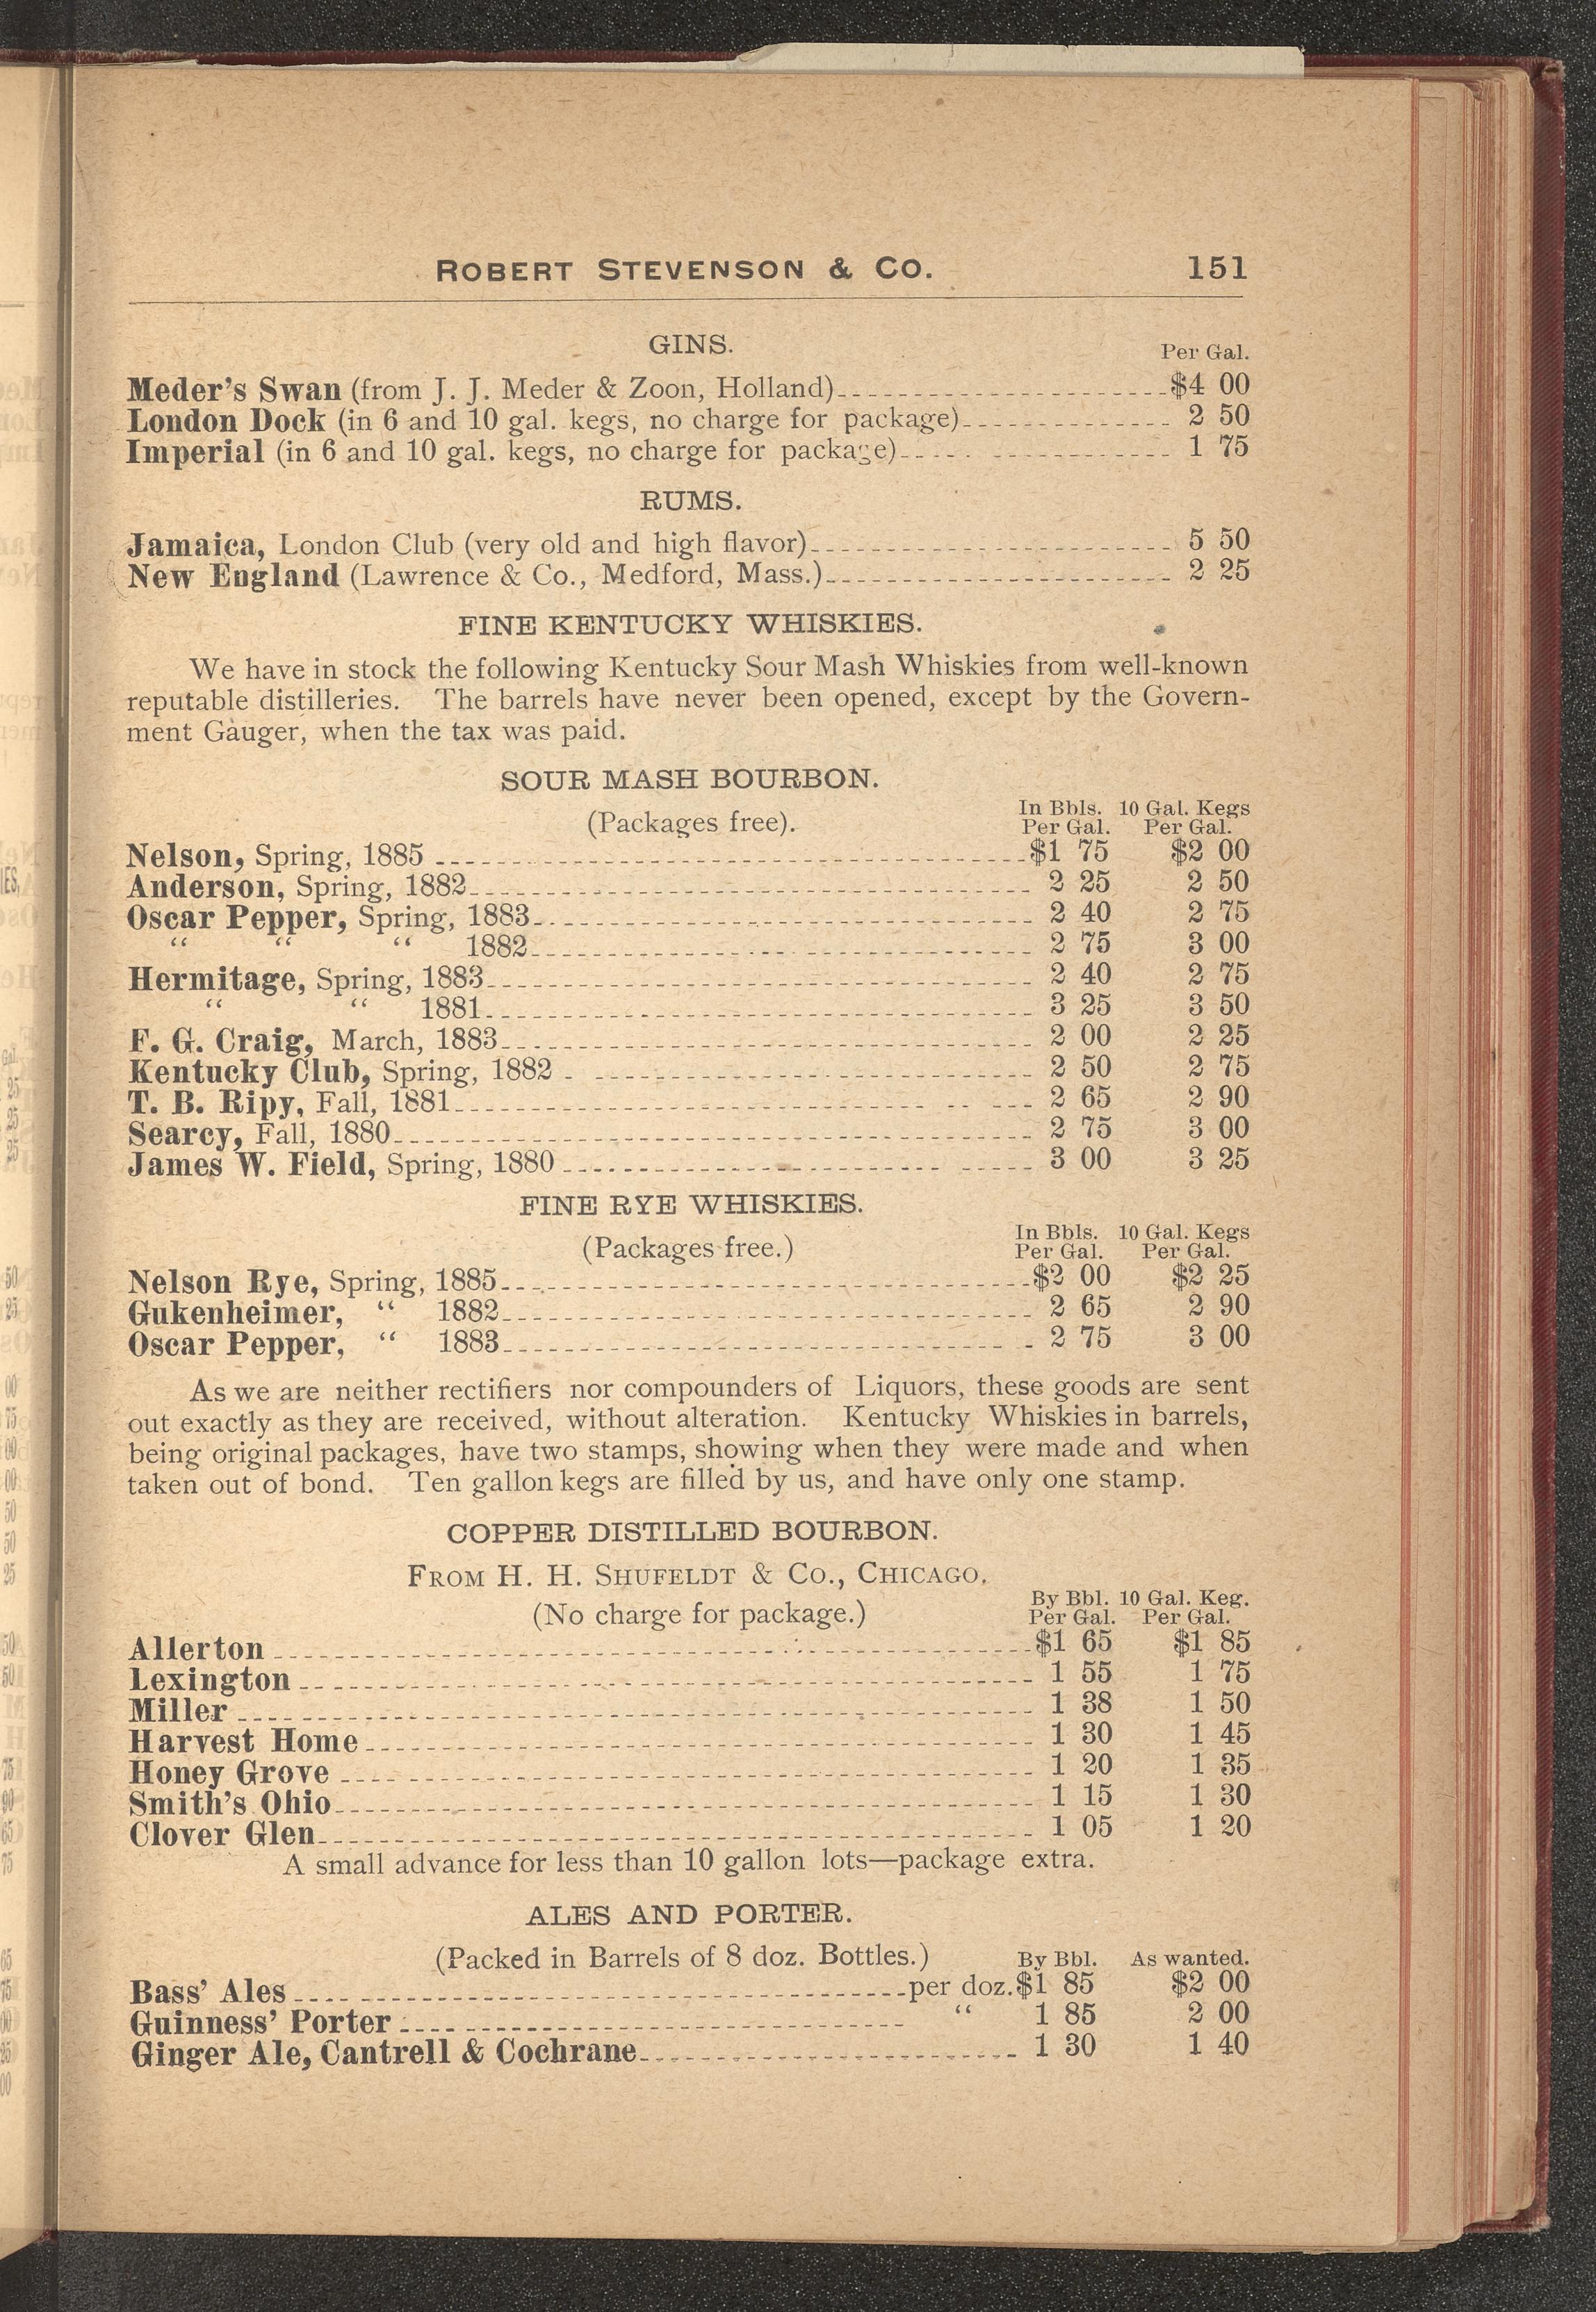 ROBERT STEVENSON & CO. 151
GINS.
Per Gal.
Meder's Swan (from J. J. Meder & Zoon, Holland) $4 00
London Dock (in 6 and 10 gal. kegs, no charge for package) 2 50
Imperial (in 6 and 10 gal. kegs, no charge for package) 1 75
RUMS.
Jamaica, London Club (very old and high flavor) 5 50
New England (Lawrence & Co., Medford, Mass.) 2 25
FINE KENTUCKY WHISKIES.
We have in stock the following Kentucky Sour Mash Whiskies from well-known
reputable distilleries. The barrels have never been opened, except by the Govern-
ment Gauger, when the tax was paid.
SOUR MASH BOURBON.
In Bbls. 10 Gal. Kegs
(Packages free). Per Gal. Per Gal.
Nelson, Spring, 1885 $1 75 $2 00
Anderson, Spring, 1882 2 25 2 50
Oscar Pepper, Spring, 1883 2 40 2 75
" " " 1882 2 75 3 00
Hermitage, Spring, 1883 2 40 2 75
" " 1881 3 25 3 50
F. G. Craig, March, 1883 2 00 2 25
Kentucky Club, Spring, 1882 2 50 2 75
T. B. Ripy, Fall, 1881 2 65 2 90
Searcy, Fall, 1880 2 75 3 00
James W. Field, Spring, 1880 3 00 3 25
FINE RYE WHISKIES.
In Bbls. 10 Gal. Kegs
(Packages free.) Per Gal. Per Gal.
Nelson Rye, Spring, 1885 $2 00 $2 25
Gukenheimer, " 1882 2 65 2 90
Oscar Pepper, " 1883 2 75 3 00
As we are neither rectifiers nor compounders of Liquors, these goods are sent
out exactly as they are received, without alteration. Kentucky Whiskies in barrels,
being original packages, have two stamps, showing when they were made and when
taken out of bond. Ten gallon kegs are filled by us, and have only one stamp.
COPPER DISTILLED BOURBON.
FROM H. H. SHUFELDT & CO., CHICAGO.
By Bbl. 10 Gal. Keg.
(No charge for package.) Per Gal. Per Gal.
Allerton $1 65 $1 85
Lexington 1 55 1 75
Miller 1 38 1 50
Harvest Home 1 30 1 45
Honey Grove 1 20 1 35
Smith's Ohio 1 15 1 30
Clover Glen 1 05 1 20
A small advance for less than 10 gallon lots—package extra.
ALES AND PORTER.
(Packed in Barrels of 8 doz. Bottles.) By Bbl. As wanted.
Bass' Ales per doz. $1 85 $2 00
Guinness' Porter " 1 85 2 00
Ginger Ale, Cantrell & Cochrane 1 30 1 40